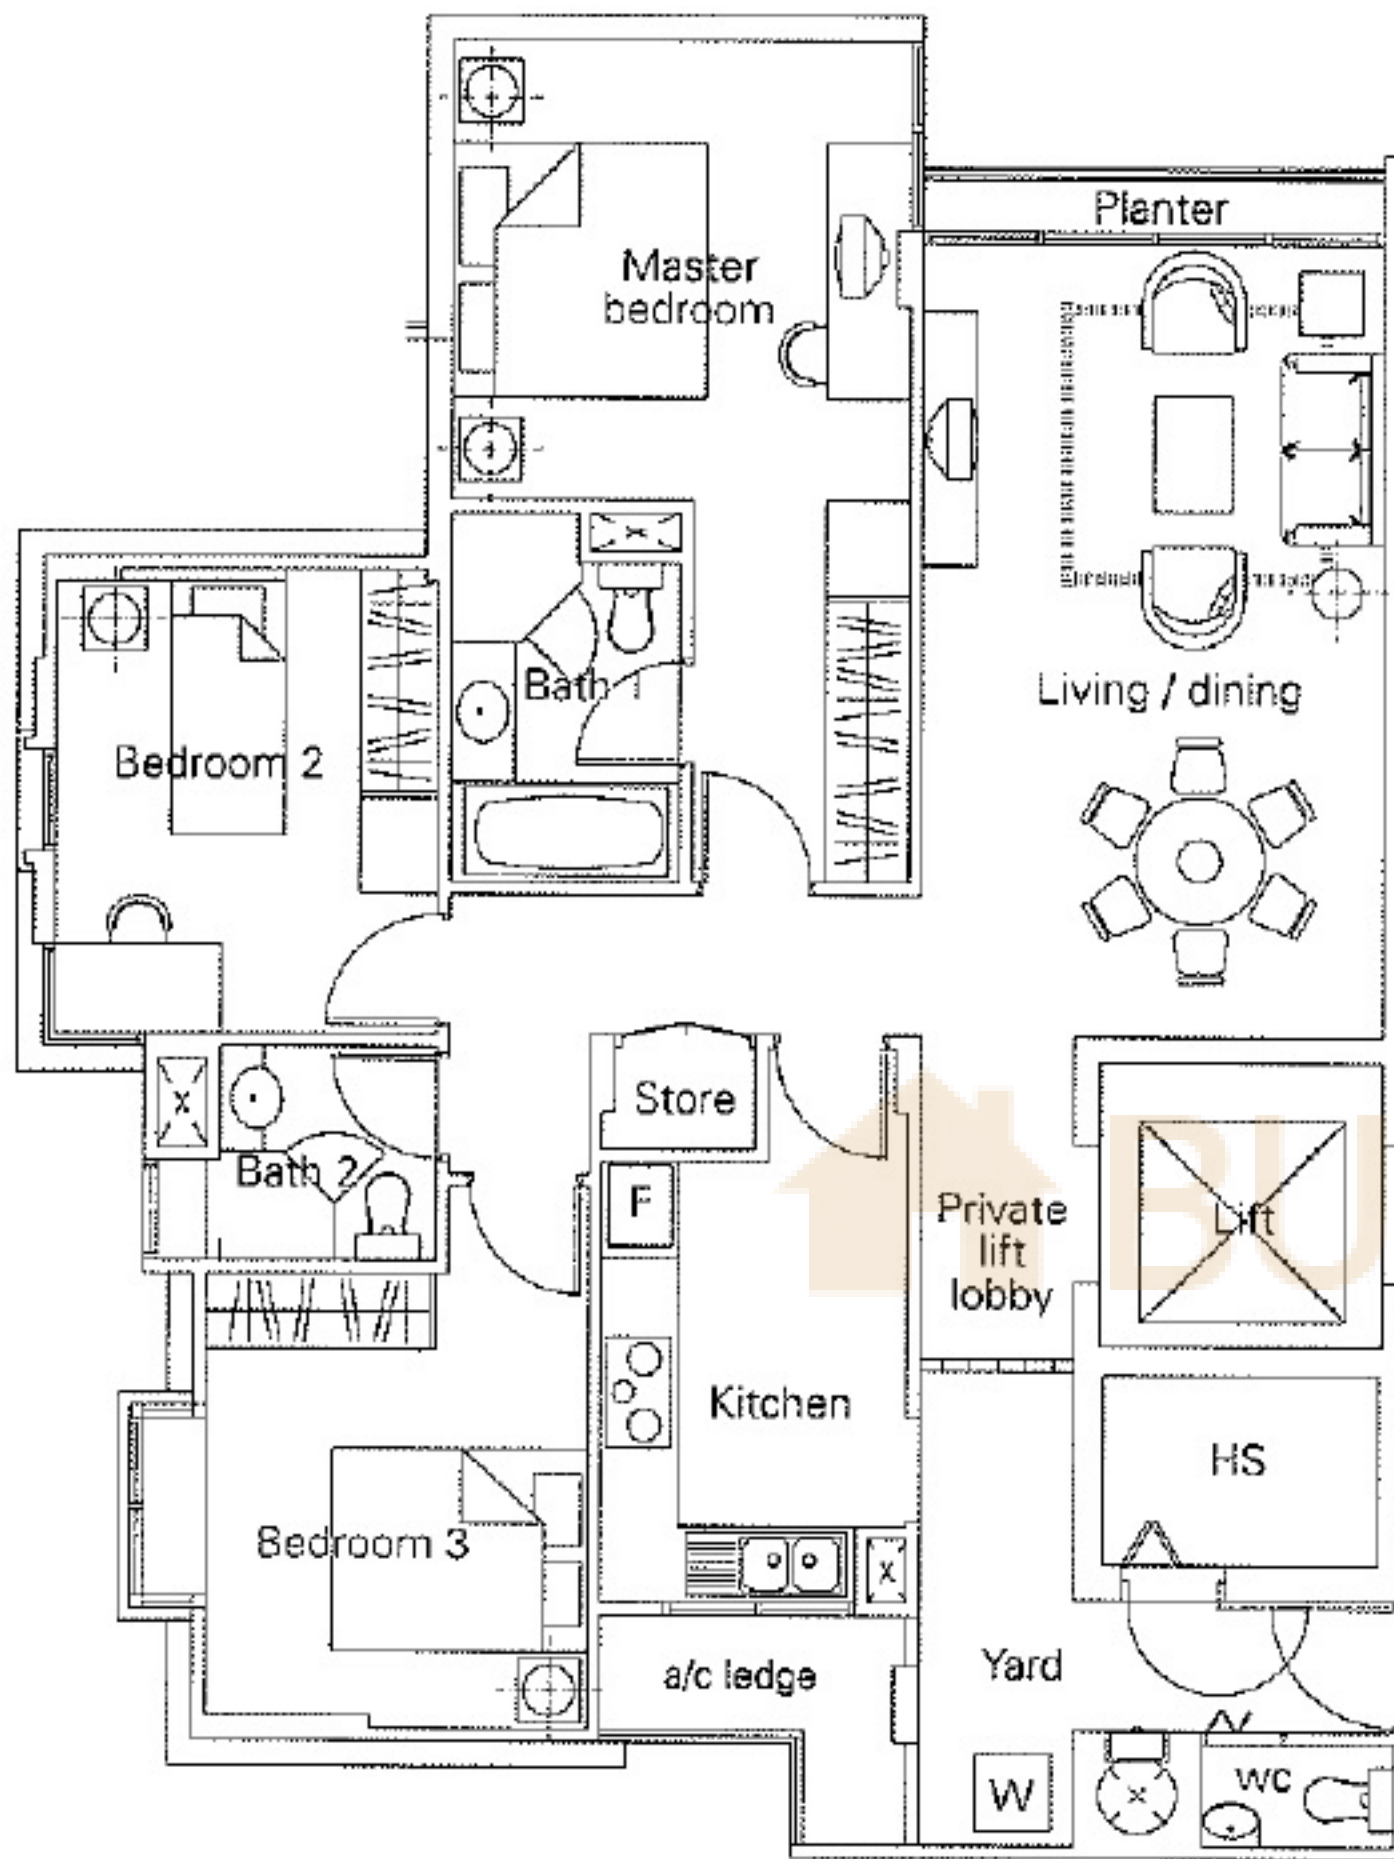 Planter
Master
bedroom
Living / dining
Bath 1
Bedroom 2
Store
Bath 2
F
Private
lift
lobby
Lift
BU
Kitchen
HS
Bedroom 3
a/c ledge
Yard
W
wc